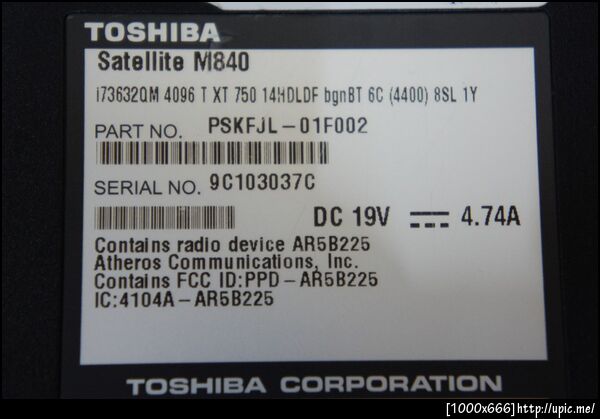 TOSHIBA
Satellite M840
i73632QM 4096 T XT 750 14HDLDF bgnBT 6C (4400) 8SL 1Y
PART NO. PSKFJL-01F002
SERIAL NO. 9C103037C
DC 19V 4.74A
Contains radio device AR5B225
Atheros Communications, Inc.
Contains FCC ID:PPD-AR5B225
IC:4104A-AR5B225
TOSHIBA CORPORATION
[1000x666]http://upic.me/